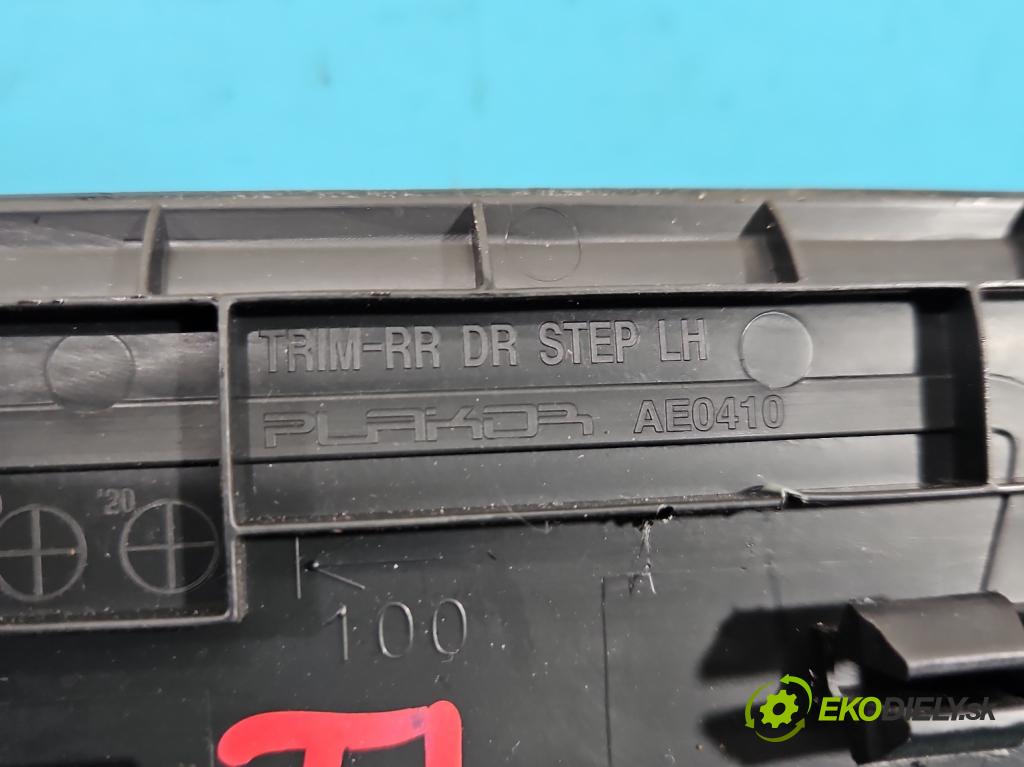 TRIM-RR DR STEP LH
PLAKOR AE0410
'20
100
EKODIELY.sk